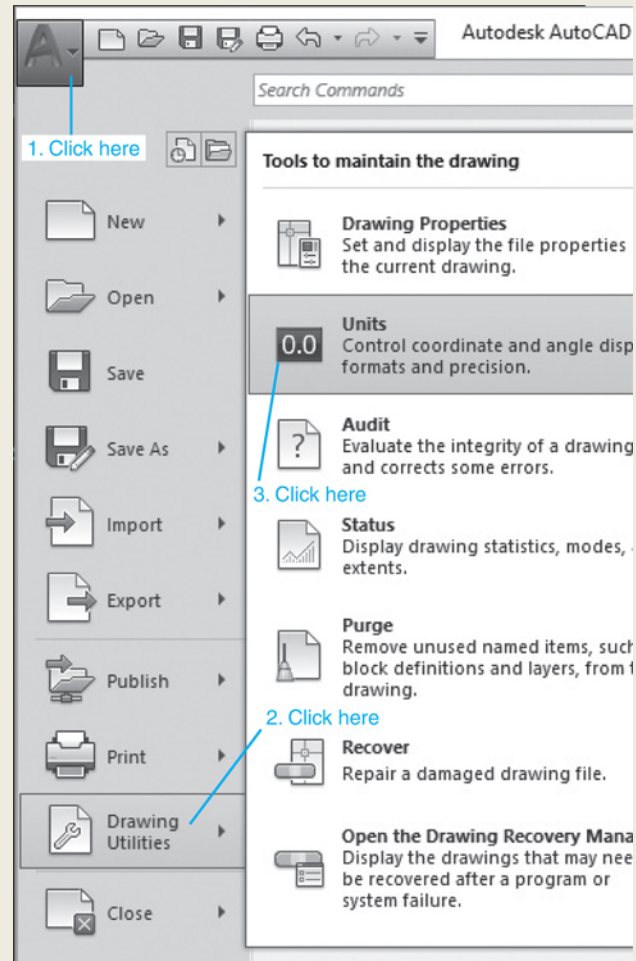 Autodesk AutoCAD
Search Commands
1. Click here
Tools to maintain the drawing
New
Open
Save
Save As
Import
Export
Publish
Print
Drawing
Utilities
Close
Drawing Properties
Set and display the file properties
the current drawing.
0.0
Units
Control coordinate and angle disp
formats and precision.
Audit
Evaluate the integrity of a drawing
and corrects some errors.
3. Click here
Status
Display drawing statistics, modes,
extents.
Purge
Remove unused named items, such
block definitions and layers, from
drawing.
2. Click here
Recover
Repair a damaged drawing file.
Open the Drawing Recovery Mana
Display the drawings that may nee
be recovered after a program or
system failure.